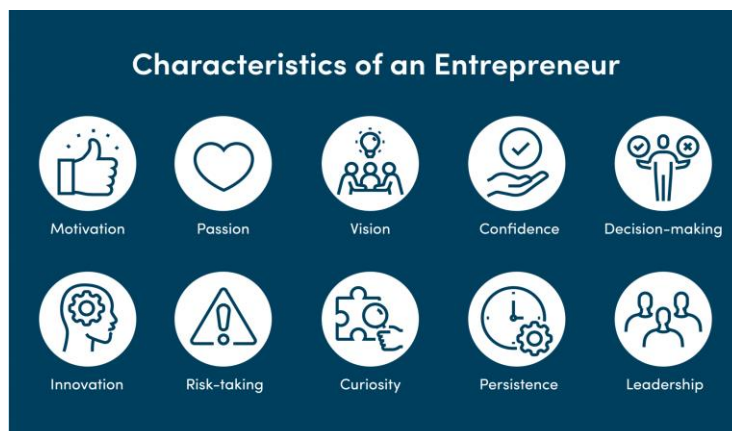 Characteristics of an Entrepreneur
Motivation
Passion
Vision
Confidence
Decision-making
Innovation
Risk-taking
Curiosity
Persistence
Leadership